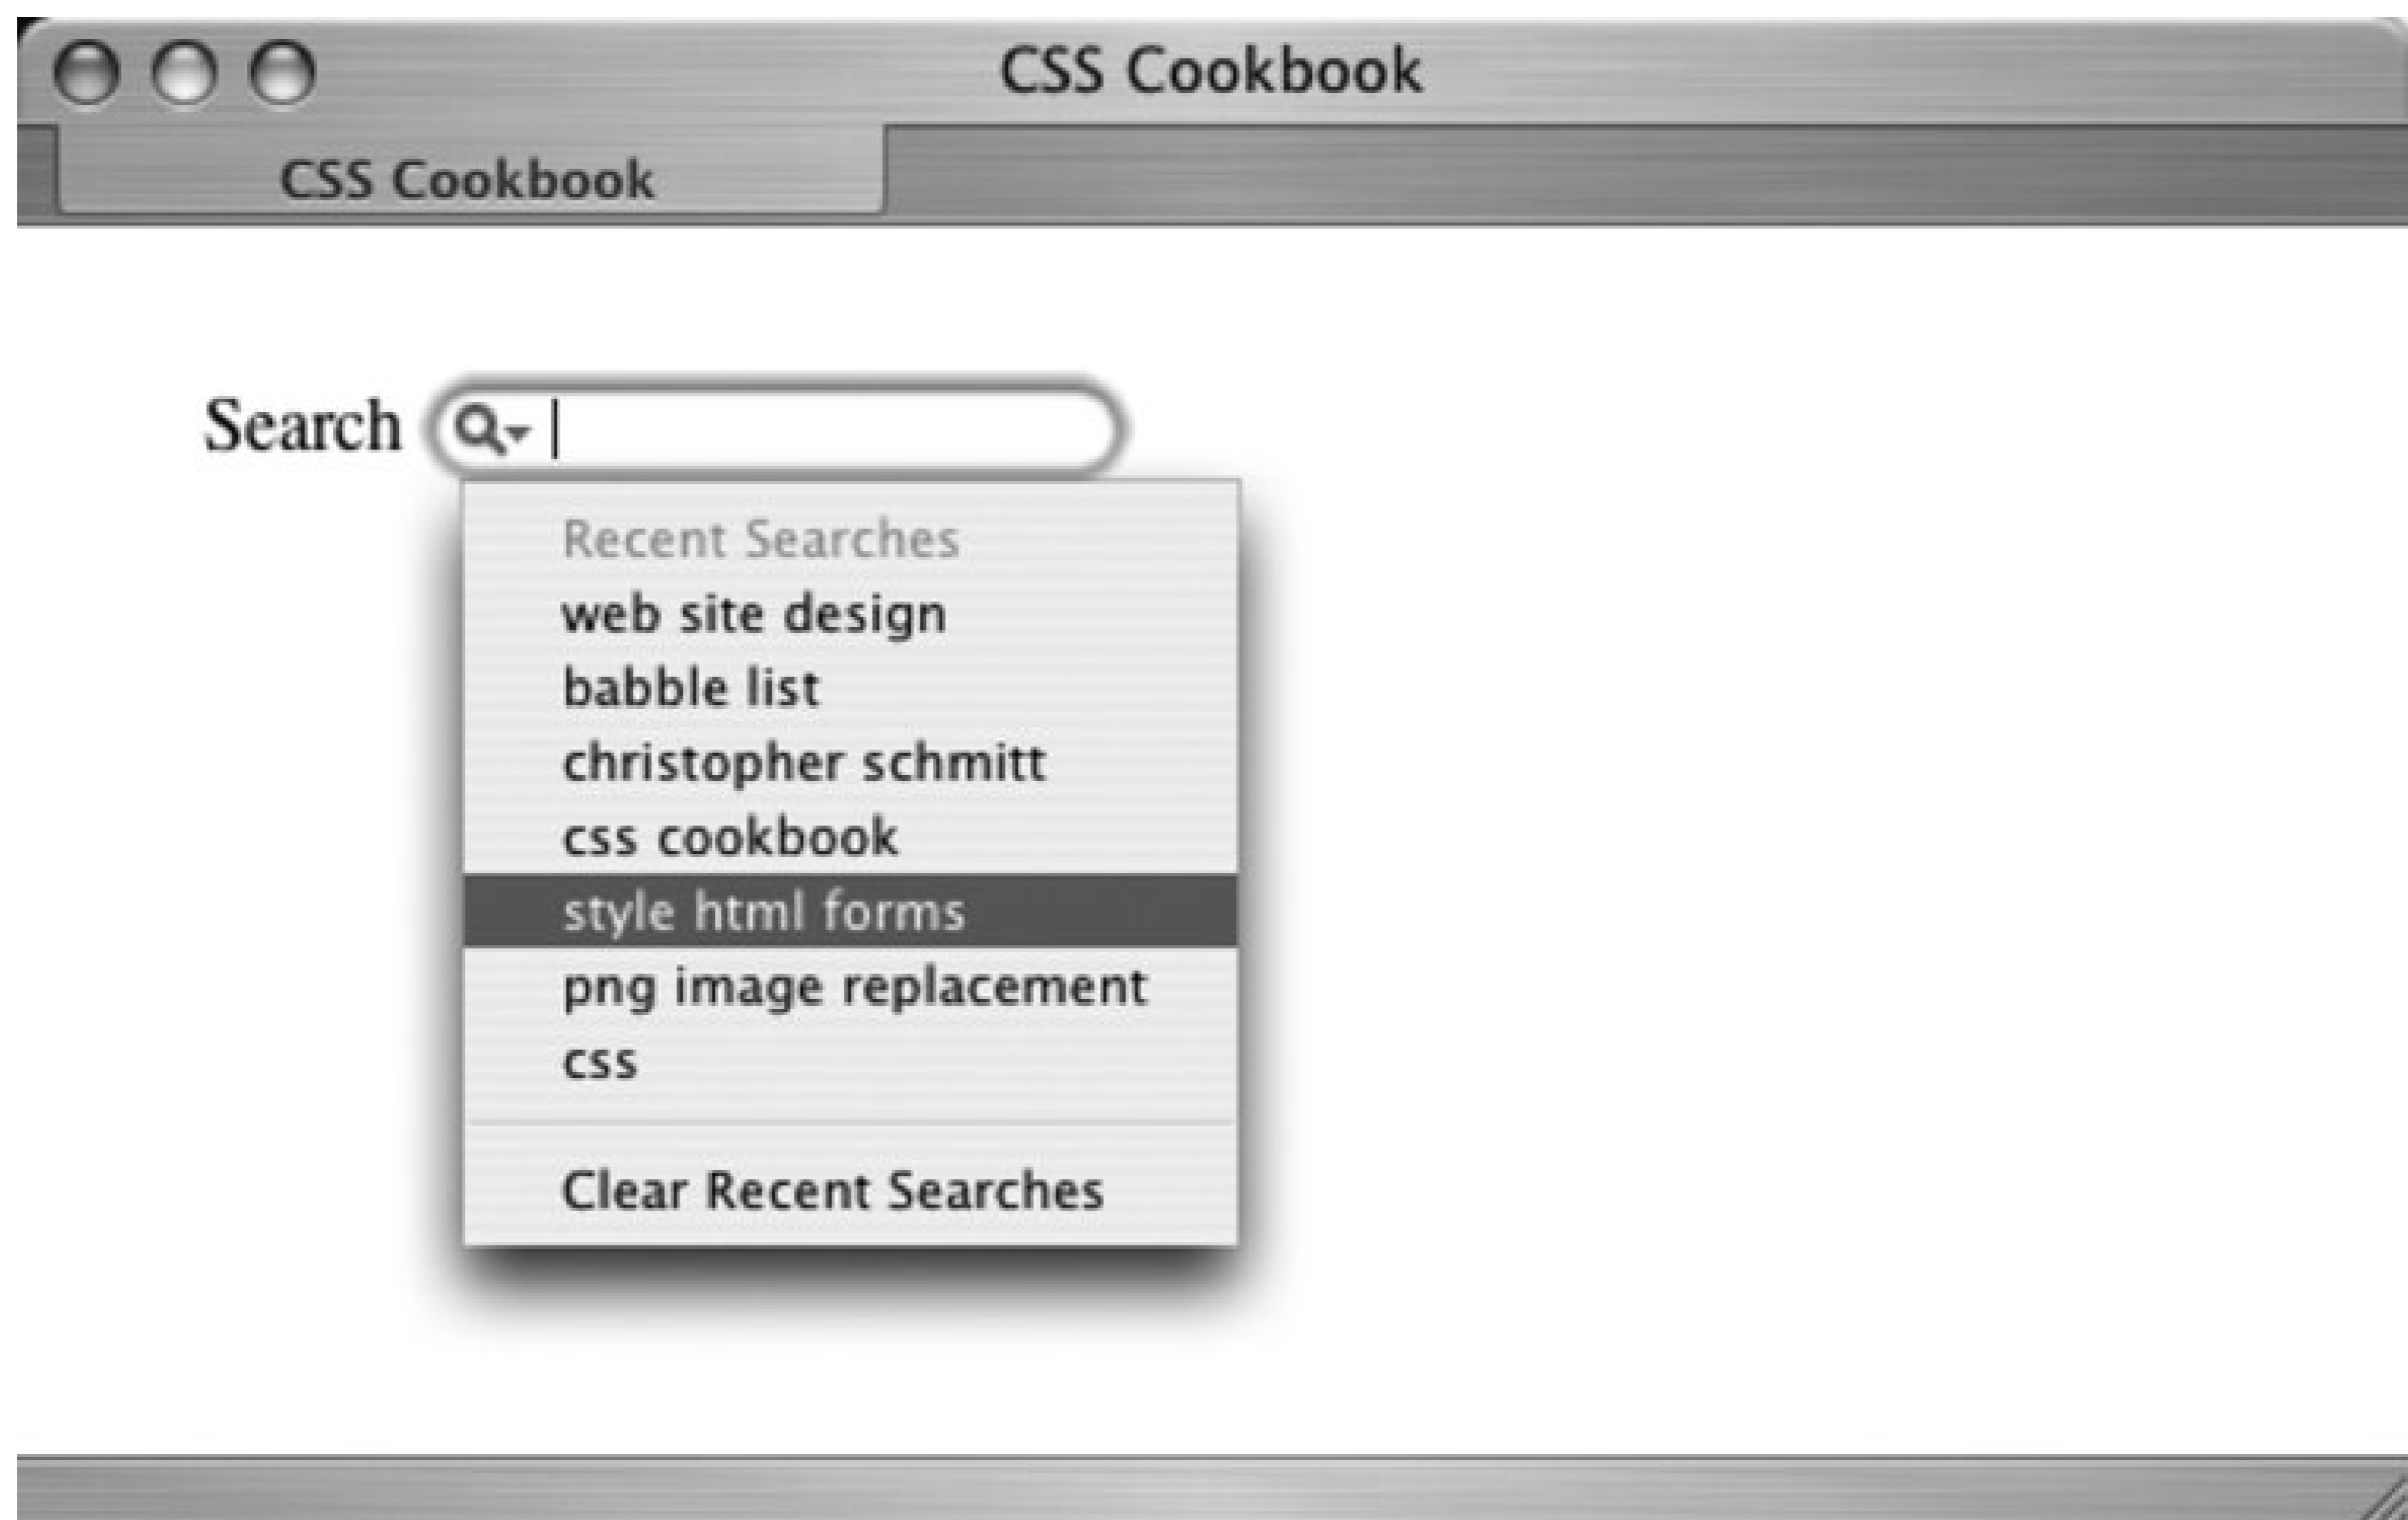 CSS Cookbook
CSS Cookbook
Search
Recent Searches
web site design
babble list
christopher schmitt
css cookbook
style html forms
png image replacement
css
Clear Recent Searches